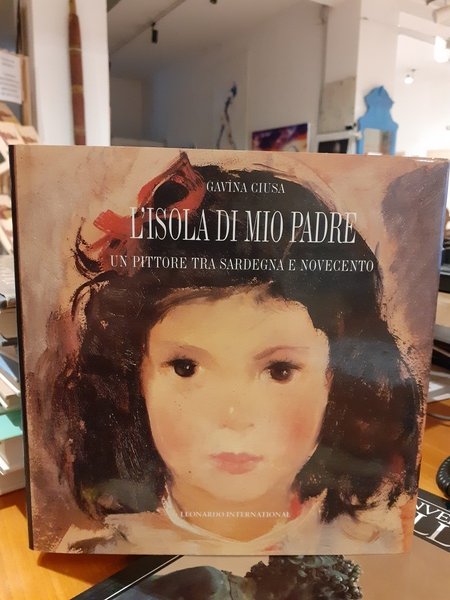 GAVINA CIUSA
L'ISOLA DI MIO PADRE
UN PITTORE TRA SARDEGNA E NOVECENTO
LEONARDO INTERNATIONAL